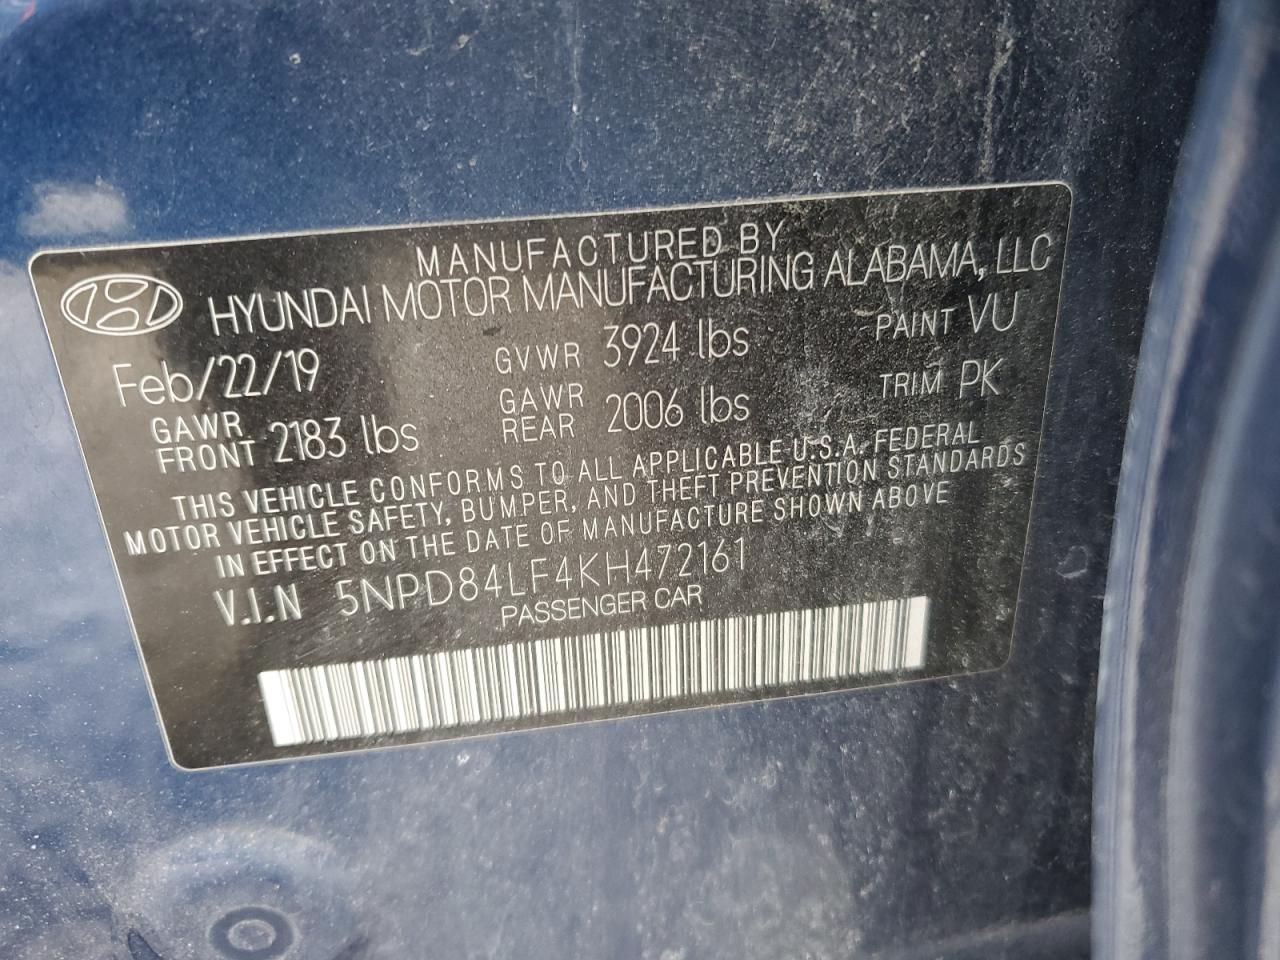 MANUFACTURED BY
HYUNDAI MOTOR MANUFACTURING ALABAMA, LLC
Feb/22/19 GVWR 3924 lbs PAINT VU
GAWR FRONT 2183 lbs GAWR REAR 2006 lbs TRIM PK
THIS VEHICLE CONFORMS TO ALL APPLICABLE U.S.A. FEDERAL
MOTOR VEHICLE SAFETY, BUMPER, AND THEFT PREVENTION STANDARDS
IN EFFECT ON THE DATE OF MANUFACTURE SHOWN ABOVE
V.I.N 5NPD84LF4KH472161
PASSENGER CAR